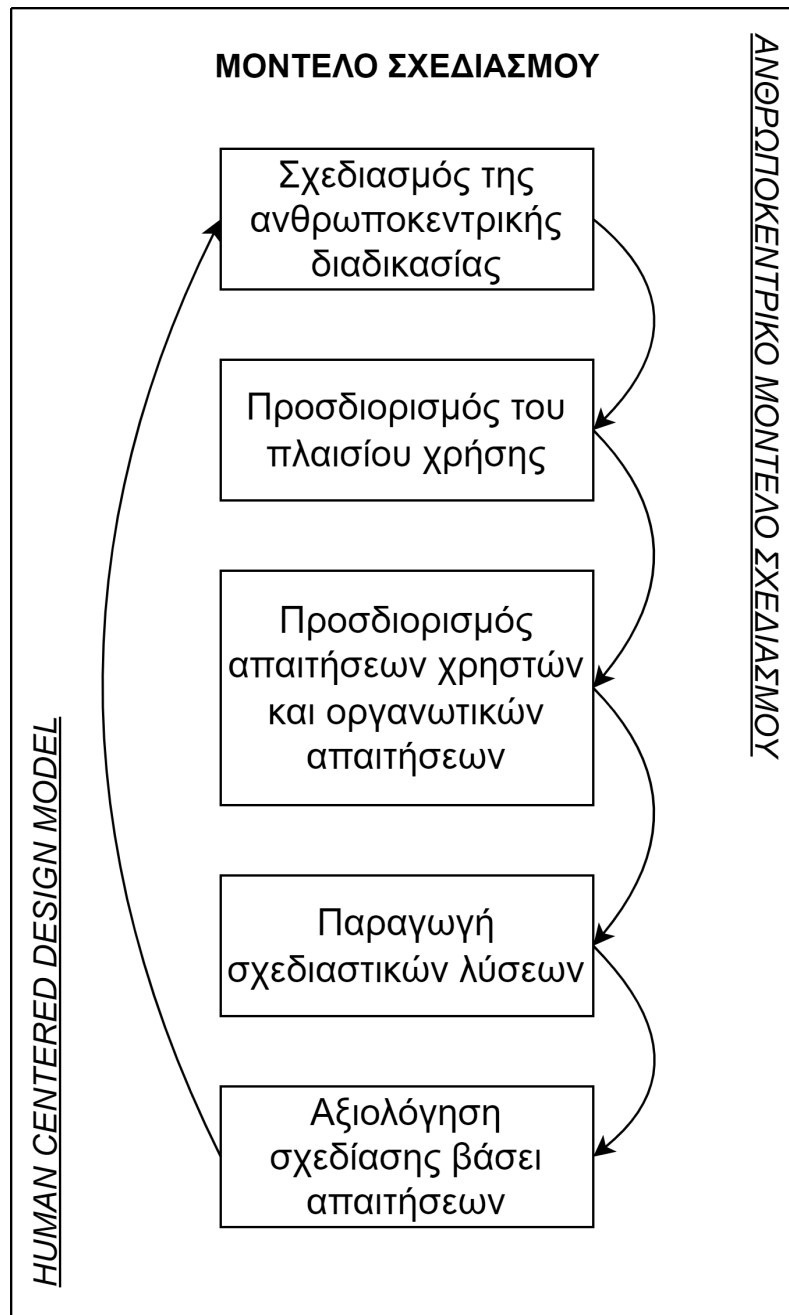 ΜΟΝΤΕΛΟ ΣΧΕΔΙΑΣΜΟΥ
Σχεδιασμός της
ανθρωποκεντρικής
διαδικασίας
Προσδιορισμός του
πλαισίου χρήσης
Προσδιορισμός
απαιτήσεων χρηστών
και οργανωτικών
απαιτήσεων
Παραγωγή
σχεδιαστικών λύσεων
Αξιολόγηση
σχεδίασης βάσει
απαιτήσεων
ΑΝΘΡΩΠΟΚΕΝΤΡΙΚΟ ΜΟΝΤΕΛΟ ΣΧΕΔΙΑΣΜΟΥ
HUMAN CENTERED DESIGN MODEL